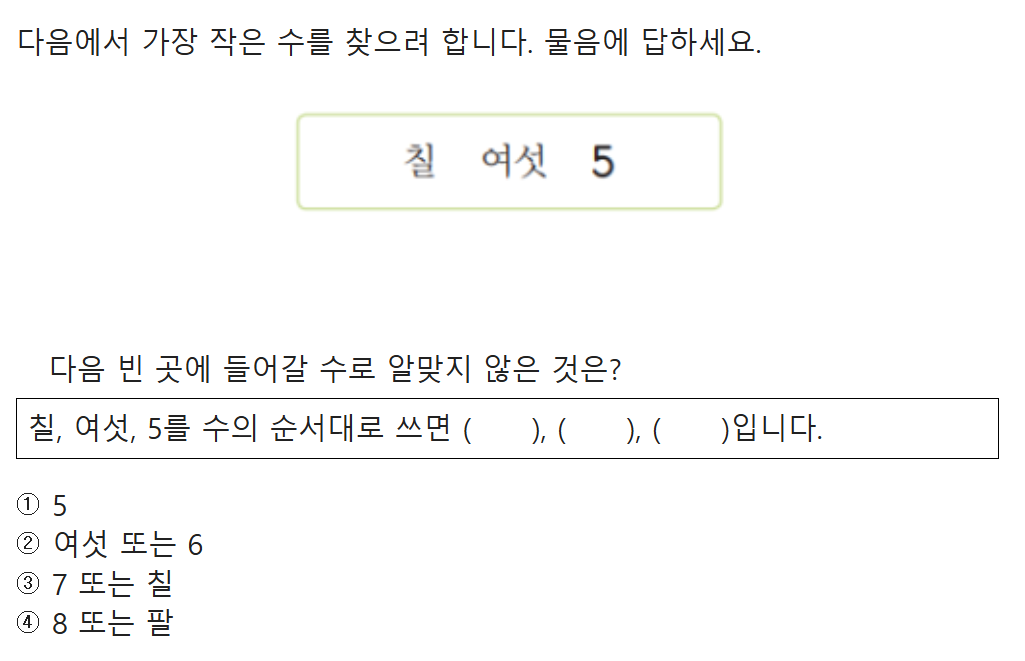 다음에서 가장 작은 수를 찾으려 합니다. 물음에 답하세요.
칠 여섯 5
다음 빈 곳에 들어갈 수로 알맞지 않은 것은?
칠, 여섯, 5를 수의 순서대로 쓰면 (      ), (      ), (      )입니다.
① 5
② 여섯 또는 6
③ 7 또는 칠
④ 8 또는 팔